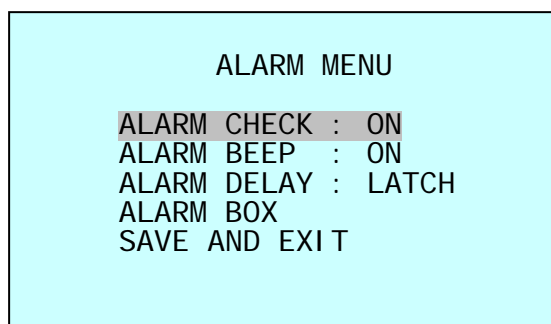 ALARM MENU
ALARM CHECK : ON
ALARM BEEP : ON
ALARM DELAY : LATCH
ALARM BOX
SAVE AND EXIT